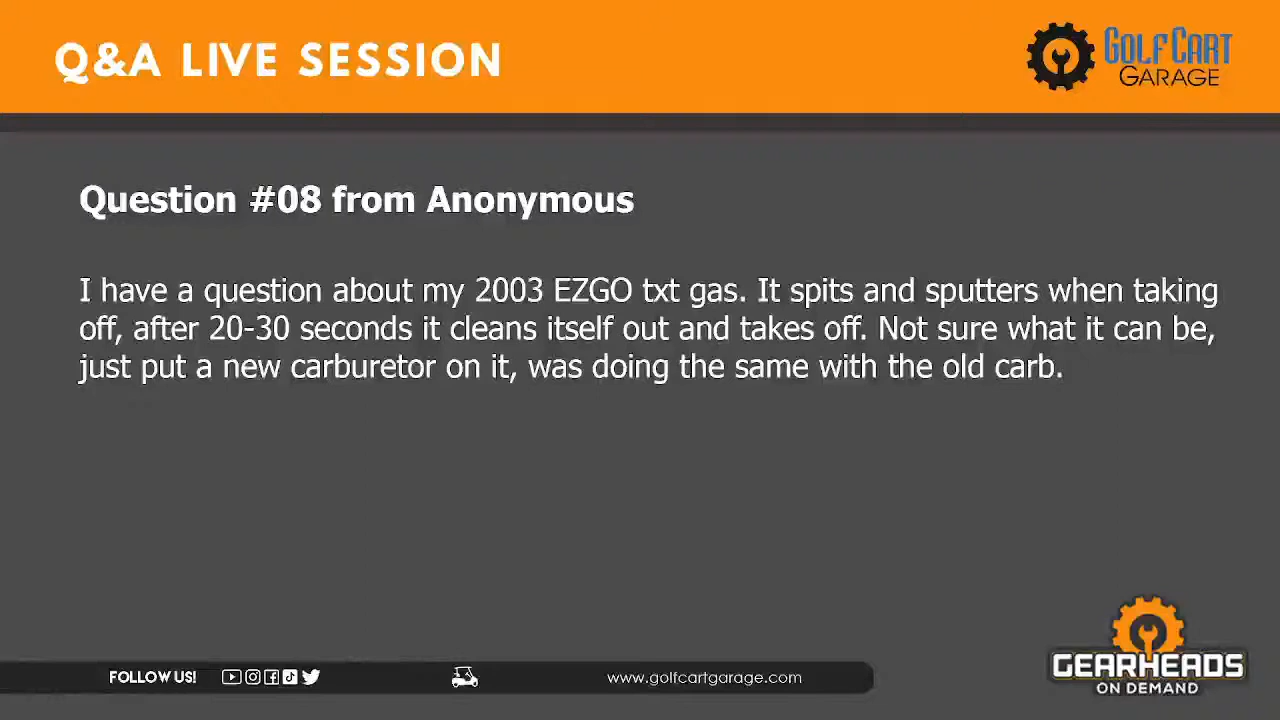 Q&A LIVE SESSION
GOLF CART
GARAGE
Question #08 from Anonymous
I have a question about my 2003 EZGO txt gas. It spits and sputters when taking
off, after 20-30 seconds it cleans itself out and takes off. Not sure what it can be,
just put a new carburetor on it, was doing the same with the old carb.
FOLLOW US!
www.golfcartgarage.com
GEARHEADS
ON DEMAND